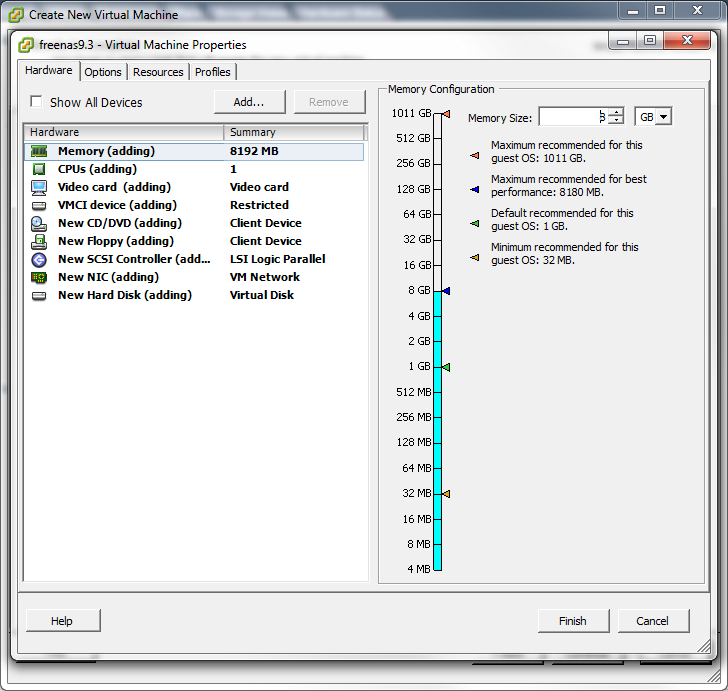 Create New Virtual Machine
freenas9.3 - Virtual Machine Properties
Hardware Options Resources Profiles
Show All Devices Add... Remove
Hardware Summary
Memory (adding) 8192 MB
CPUs (adding) 1
Video card (adding) Video card
VMCI device (adding) Restricted
New CD/DVD (adding) Client Device
New Floppy (adding) Client Device
New SCSI Controller (add... LSI Logic Parallel
New NIC (adding) VM Network
New Hard Disk (adding) Virtual Disk
Memory Configuration
1011 GB
512 GB
256 GB
128 GB
64 GB
32 GB
16 GB
8 GB
4 GB
2 GB
1 GB
512 MB
256 MB
128 MB
64 MB
32 MB
16 MB
8 MB
4 MB
Memory Size: GB
Maximum recommended for this
guest OS: 1011 GB.
Maximum recommended for best
performance: 8180 MB.
Default recommended for this
guest OS: 1 GB.
Minimum recommended for this
guest OS: 32 MB.
Help Finish Cancel